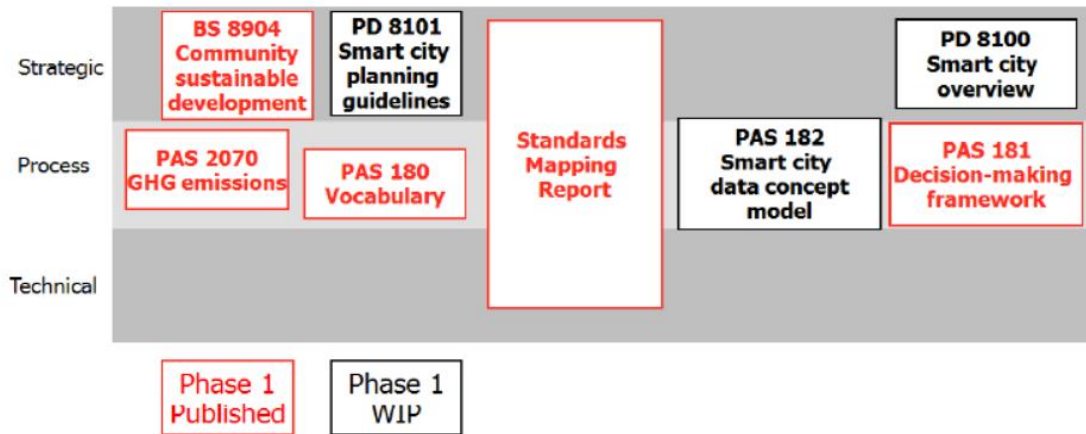 Strategic
BS 8904
Community
sustainable
development
PD 8101
Smart city
planning
guidelines
PD 8100
Smart city
overview
Process
PAS 2070
GHG emissions
PAS 180
Vocabulary
Standards
Mapping
Report
PAS 182
Smart city
data concept
model
PAS 181
Decision-making
framework
Technical
Phase 1
Published
Phase 1
WIP